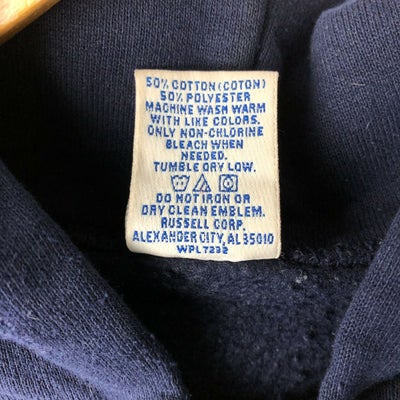 50% COTTON (COTON)
50% POLYESTER
MACHINE WASH WARM
WITH LIKE COLORS.
ONLY NON-CHLORINE
BLEACH WHEN
NEEDED.
TUMBLE DRY LOW.
DO NOT IRON OR
DRY CLEAN EMBLEM.
RUSSELL CORP.
ALEXANDER CITY, AL 35010
WPL 7232